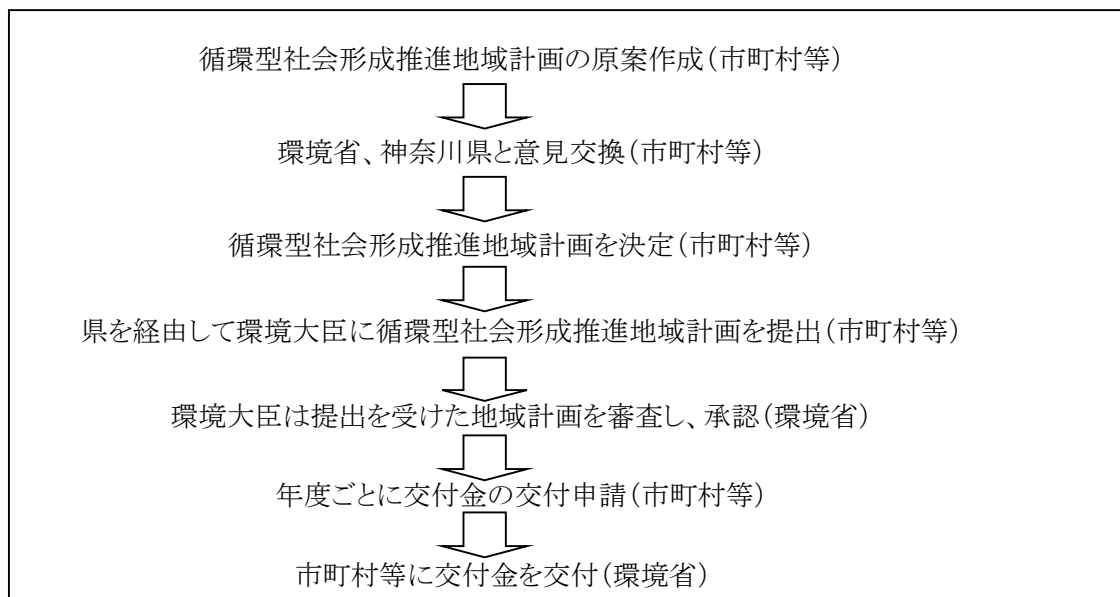 循環型社会形成推進地域計画の原案作成(市町村等)
環境省、神奈川県と意見交換(市町村等)
循環型社会形成推進地域計画を決定(市町村等)
県を経由して環境大臣に循環型社会形成推進地域計画を提出(市町村等)
環境大臣は提出を受けた地域計画を審査し、承認(環境省)
年度ごとに交付金の交付申請(市町村等)
市町村等に交付金を交付(環境省)